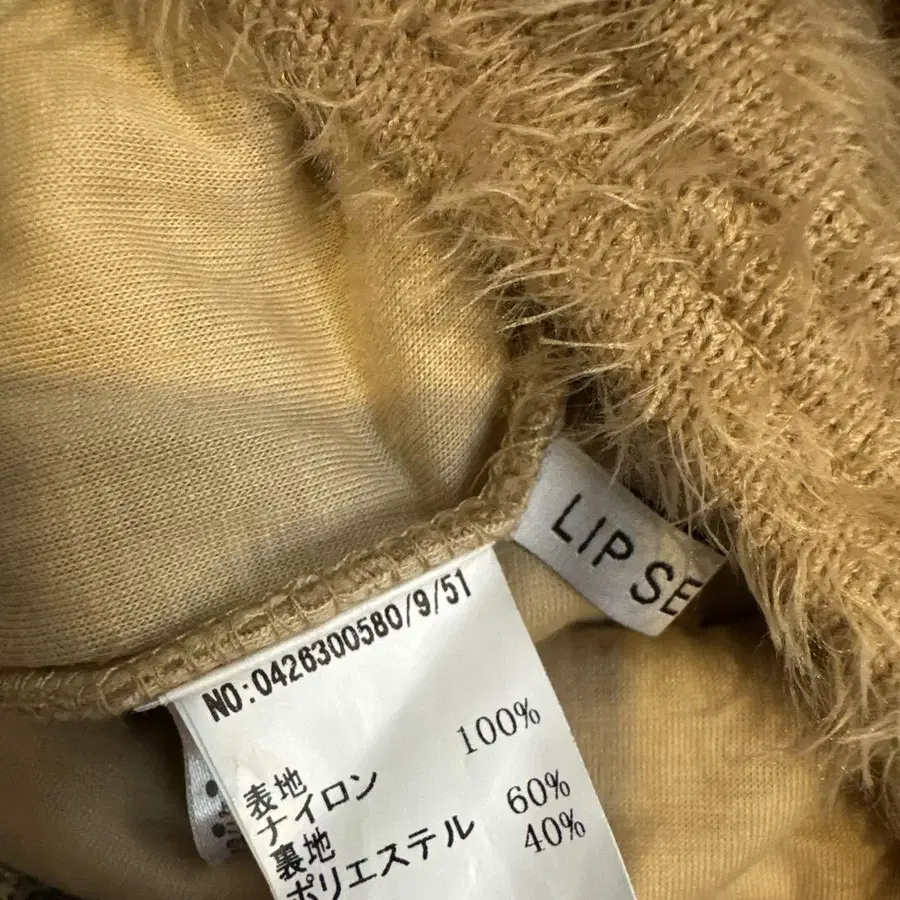 LIP SE
NO:0426300580/9/51
表地
ナイロン 100%
裏地
ポリエステル 60%
40%